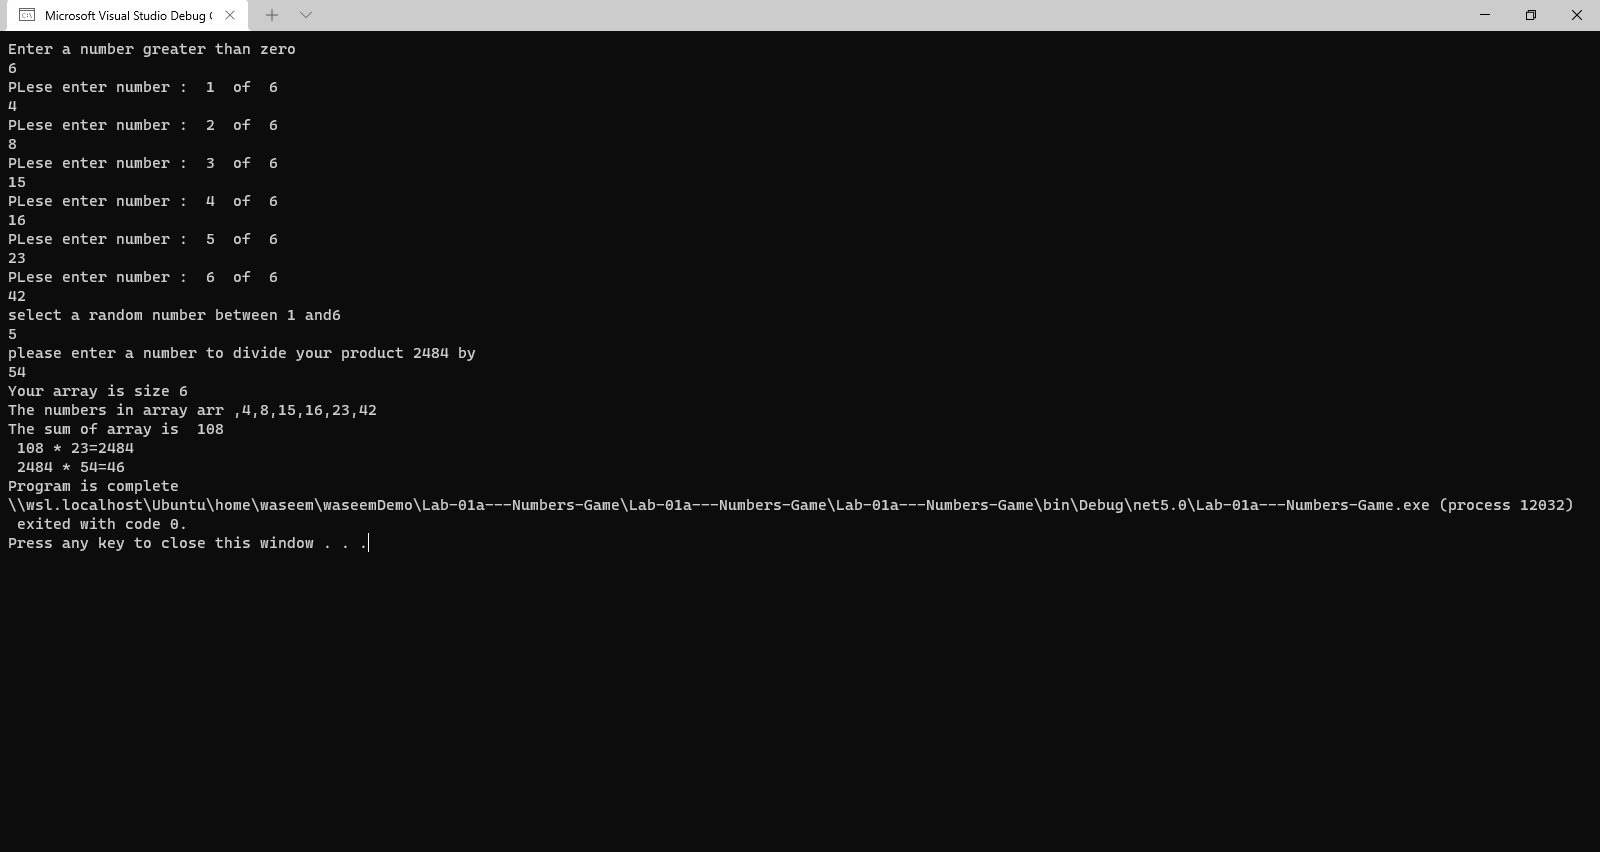 Microsoft Visual Studio Debug
Enter a number greater than zero
6
PLese enter number :  1  of  6
4
PLese enter number :  2  of  6
8
PLese enter number :  3  of  6
15
PLese enter number :  4  of  6
16
PLese enter number :  5  of  6
23
PLese enter number :  6  of  6
42
select a random number between 1 and6
5
please enter a number to divide your product 2484 by
54
Your array is size 6
The numbers in array arr ,4,8,15,16,23,42
The sum of array is  108
 108 * 23=2484
 2484 * 54=46
Program is complete
\\wsl.localhost\Ubuntu\home\waseem\waseemDemo\Lab-01a---Numbers-Game\Lab-01a---Numbers-Game\Lab-01a---Numbers-Game\bin\Debug\net5.0\Lab-01a---Numbers-Game.exe (process 12032)
 exited with code 0.
Press any key to close this window . . .